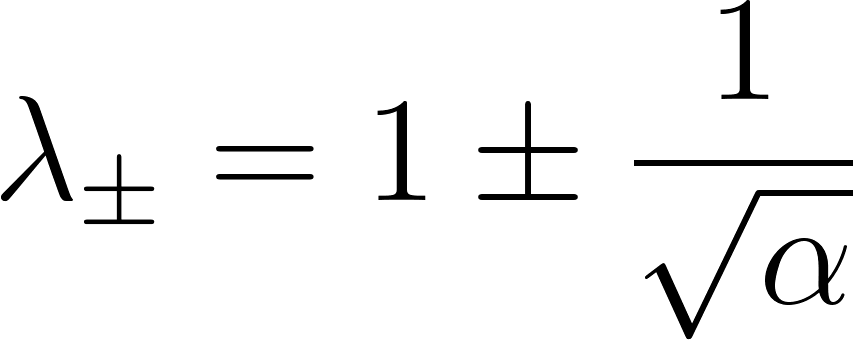 λ± = 1 ± 1/√α